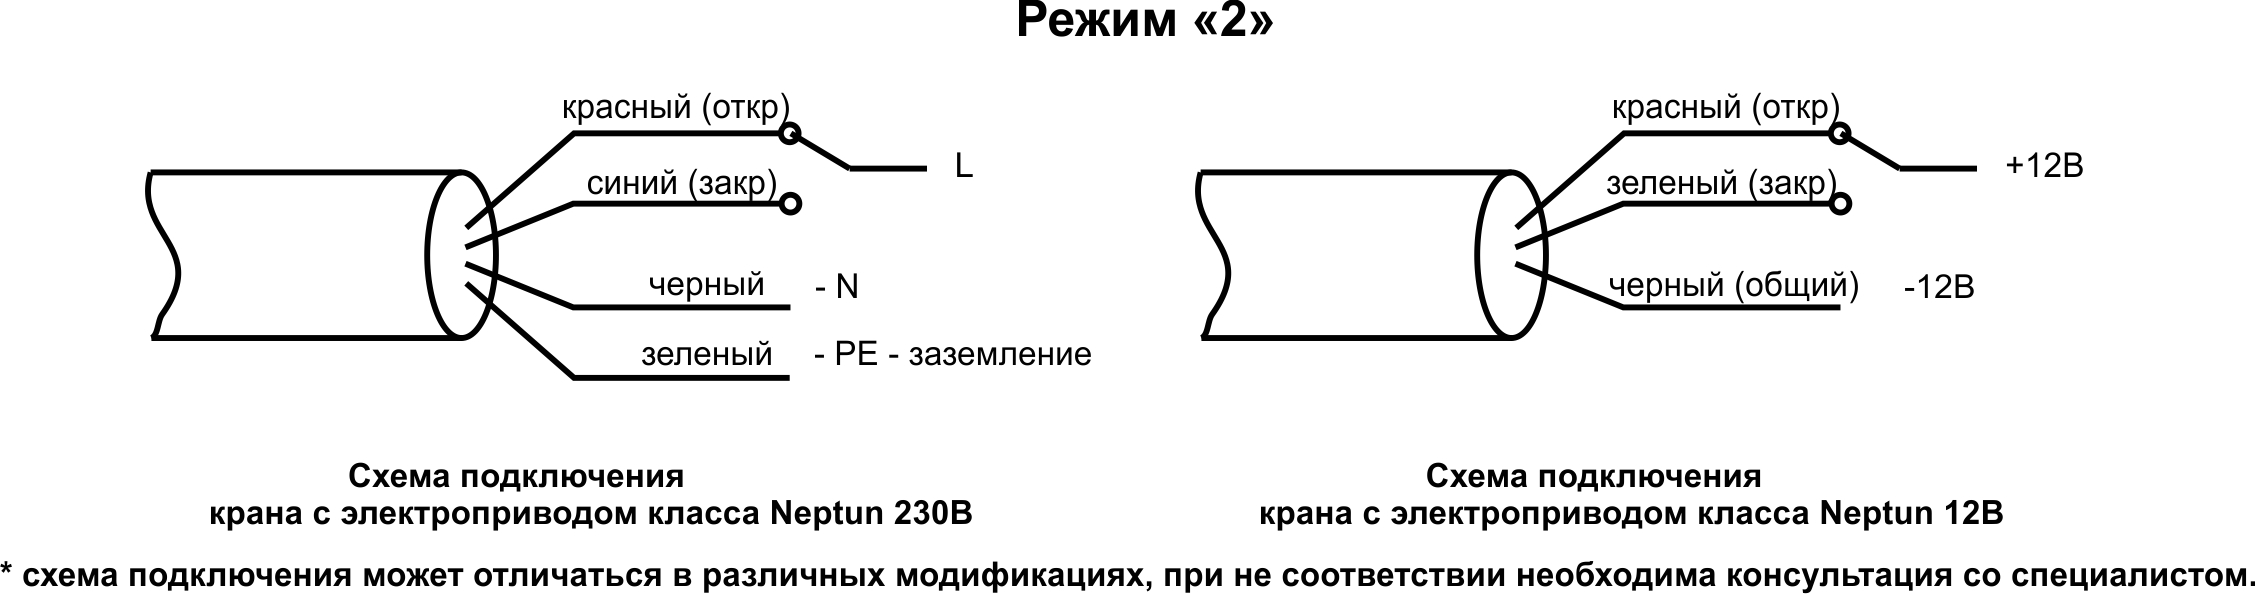 Режим «2»
красный (откр)
L
синий (закр)
черный - N
зеленый - PE - заземление
Схема подключения
крана с электроприводом класса Neptun 230В
красный (откр)
+12В
зеленый (закр)
черный (общий) -12В
Схема подключения
крана с электроприводом класса Neptun 12В
* схема подключения может отличаться в различных модификациях, при не соответствии необходима консультация со специалистом.